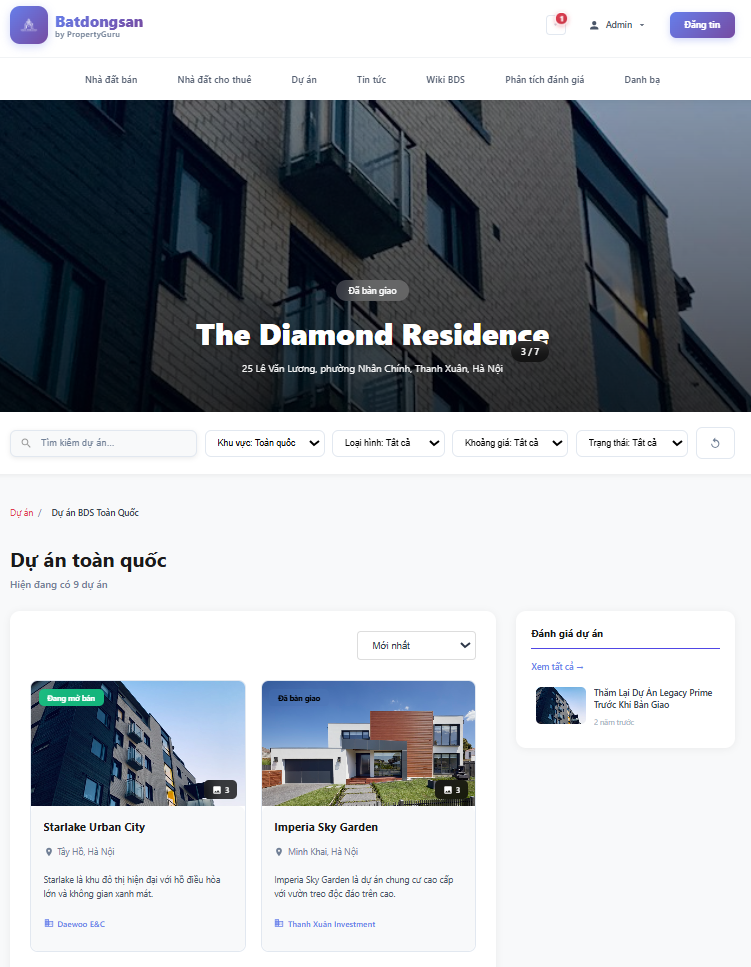 Batdongsan
by PropertyGuru
1
Admin
Đăng tin
Nhà đất bán
Nhà đất cho thuê
Dự án
Tin tức
Wiki BDS
Phân tích đánh giá
Danh bạ
Đã bàn giao
The Diamond Residence
3 / 7
25 Lê Văn Lương, phường Nhân Chính, Thanh Xuân, Hà Nội
Tìm kiếm dự án...
Khu vực: Toàn quốc
Loại hình: Tất cả
Khoảng giá: Tất cả
Trạng thái: Tất cả
Dự án / Dự án BDS Toàn Quốc
Dự án toàn quốc
Hiện đang có 9 dự án
Mới nhất
Đang mở bán
3
Starlake Urban City
Tây Hồ, Hà Nội
Starlake là khu đô thị hiện đại với hồ điều hòa
lớn và không gian xanh mát.
Daewoo E&C
Đã bàn giao
3
Imperia Sky Garden
Minh Khai, Hà Nội
Imperia Sky Garden là dự án chung cư cao cấp
với vườn treo độc đáo trên cao.
Thanh Xuân Investment
Đánh giá dự án
Xem tất cả →
Thăm Lại Dự Án Legacy Prime
Trước Khi Bàn Giao
2 năm trước